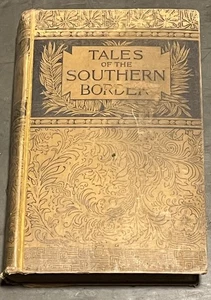 TALES
OF THE
SOUTHERN
BORDER